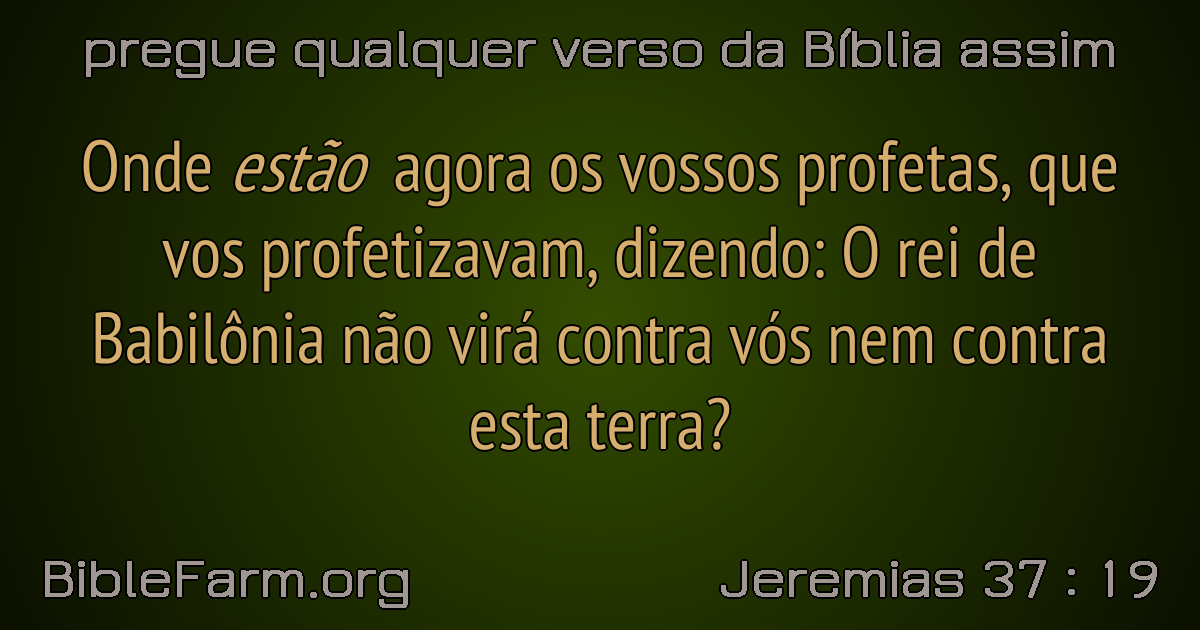 pregue qualquer verso da Bíblia assim
Onde estão agora os vossos profetas, que
vos profetizavam, dizendo: O rei de
Babilônia não virá contra vós nem contra
esta terra?
BibleFarm.org
Jeremias 37 : 19